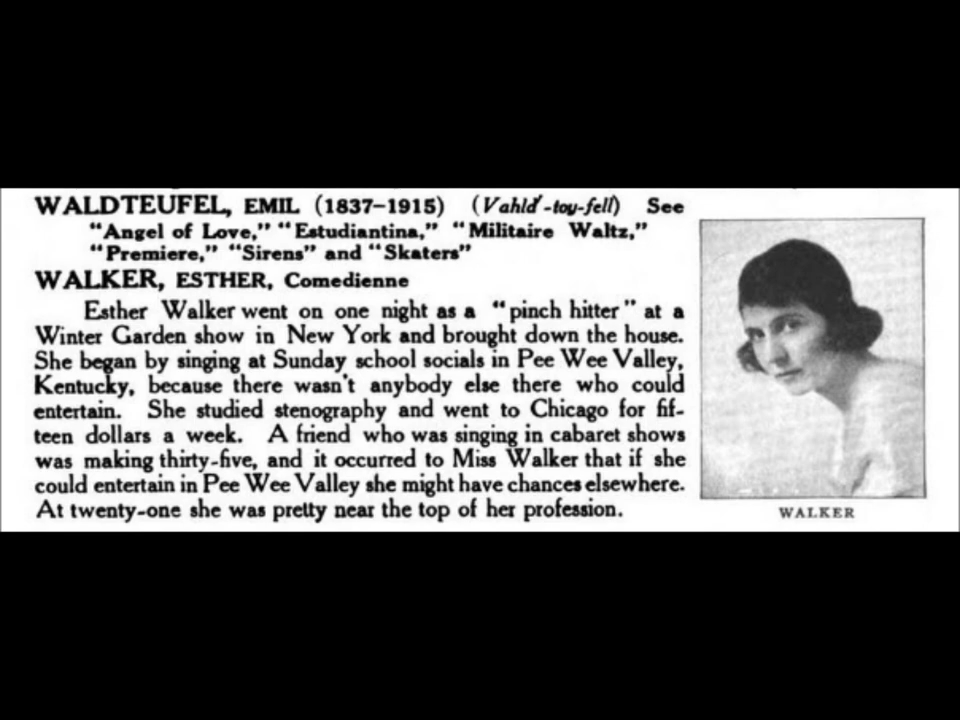 WALDTEUFEL, EMIL (1837–1915) (Vahld'-toy-fell) See
"Angel of Love," "Estudiantina," "Militaire Waltz,"
"Premiere," "Sirens" and "Skaters"
WALKER, ESTHER, Comedienne
Esther Walker went on one night as a "pinch hitter" at a
Winter Garden show in New York and brought down the house.
She began by singing at Sunday school socials in Pee Wee Valley,
Kentucky, because there wasn't anybody else there who could
entertain. She studied stenography and went to Chicago for fif-
teen dollars a week. A friend who was singing in cabaret shows
was making thirty-five, and it occurred to Miss Walker that if she
could entertain in Pee Wee Valley she might have chances elsewhere.
At twenty-one she was pretty near the top of her profession.
WALKER